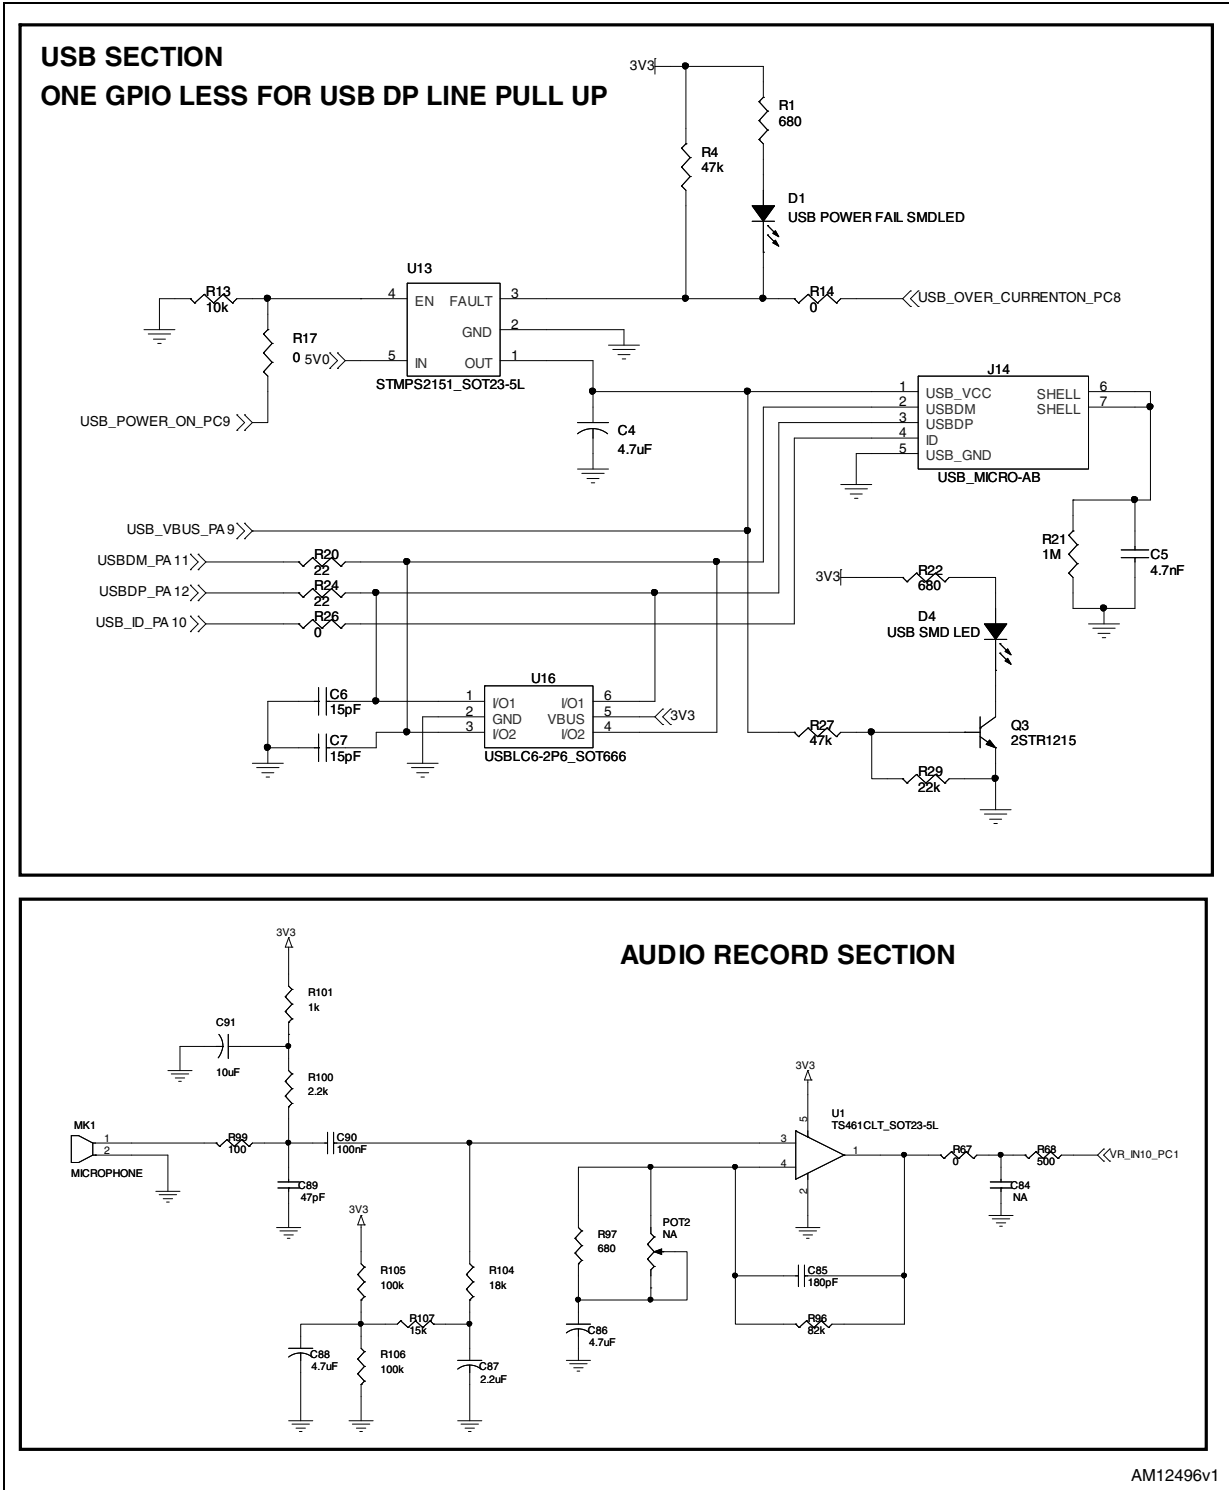 USB SECTION
ONE GPIO LESS FOR USB DP LINE PULL UP
3V3
R1
680
R4
47k
D1
USB POWER FAIL SMDLED
U13
R13
10k
4 EN FAULT 3
R14
0
USB_OVER_CURRENTON_PC8
GND 2
R17
0
5V0
5 IN OUT 1
STMPS2151_SOT23-5L
USB_POWER_ON_PC9
C4
4.7uF
J14
1 USB_VCC SHELL 6
2 USBDM SHELL 7
3 USBDP
4 ID
5 USB_GND
USB_MICRO-AB
USB_VBUS_PA9
USBDM_PA11
R20
22
USBDP_PA12
R24
22
USB_ID_PA10
R26
0
R21
1M
C5
4.7nF
3V3
R22
680
D4
USB SMD LED
U16
C6
15pF
1 I/O1 I/O1 6
2 GND VBUS 5
3V3
3 I/O2 I/O2 4
USBLC6-2P6_SOT666
C7
15pF
R27
47k
Q3
2STR1215
R29
22k
AUDIO RECORD SECTION
3V3
R101
1k
C91
10uF
R100
2.2k
3V3
MK1
1
2
MICROPHONE
R99
100
C90
100nF
C89
47pF
U1
TS461CLT_SOT23-5L
5
3
4
1
2
R67
0
R68
500
VR_IN10_PC1
C84
NA
3V3
R97
680
POT2
NA
R105
100k
R104
18k
C85
180pF
R107
15k
R96
82k
C88
4.7uF
R106
100k
C87
2.2uF
C86
4.7uF
AM12496v1